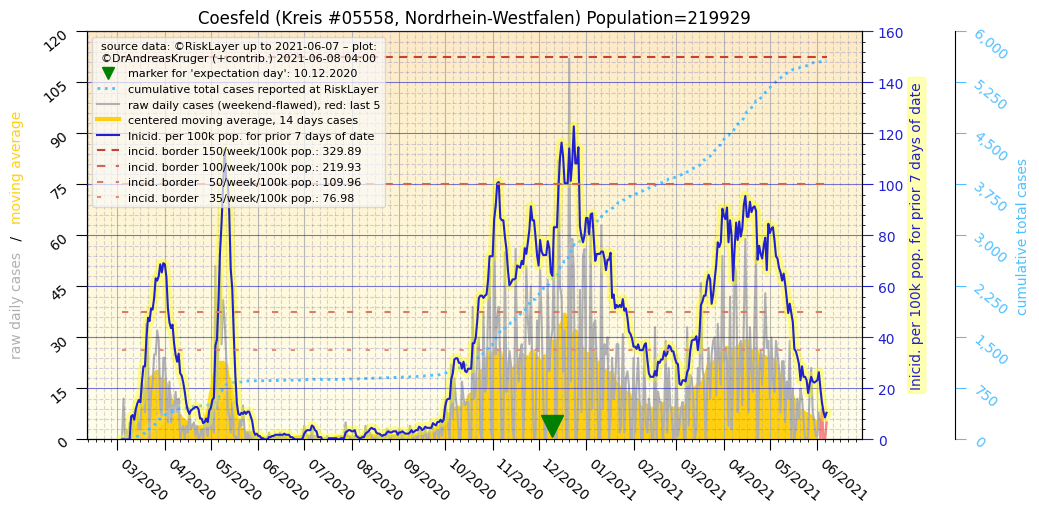 Coesfeld (Kreis #05558, Nordrhein-Westfalen) Population=219929
source data: ©RiskLayer up to 2021-06-07 – plot:
©DrAndreasKruger (+contrib.) 2021-06-08 04:00
marker for 'expectation day': 10.12.2020
cumulative total cases reported at RiskLayer
raw daily cases (weekend-flawed), red: last 5
centered moving average, 14 days cases
Inicid. per 100k pop. for prior 7 days of date
incid. border 150/week/100k pop.: 329.89
incid. border 100/week/100k pop.: 219.93
incid. border 50/week/100k pop.: 109.96
incid. border 35/week/100k pop.: 76.98
raw daily cases / moving average
120
105
90
75
60
45
30
15
0
160
140
120
100
80
60
40
20
0
Inicid. per 100k pop. for prior 7 days of date
6,000
5,250
4,500
3,750
3,000
2,250
1,500
750
0
cumulative total cases
03/2020
04/2020
05/2020
06/2020
07/2020
08/2020
09/2020
10/2020
11/2020
12/2020
01/2021
02/2021
03/2021
04/2021
05/2021
06/2021